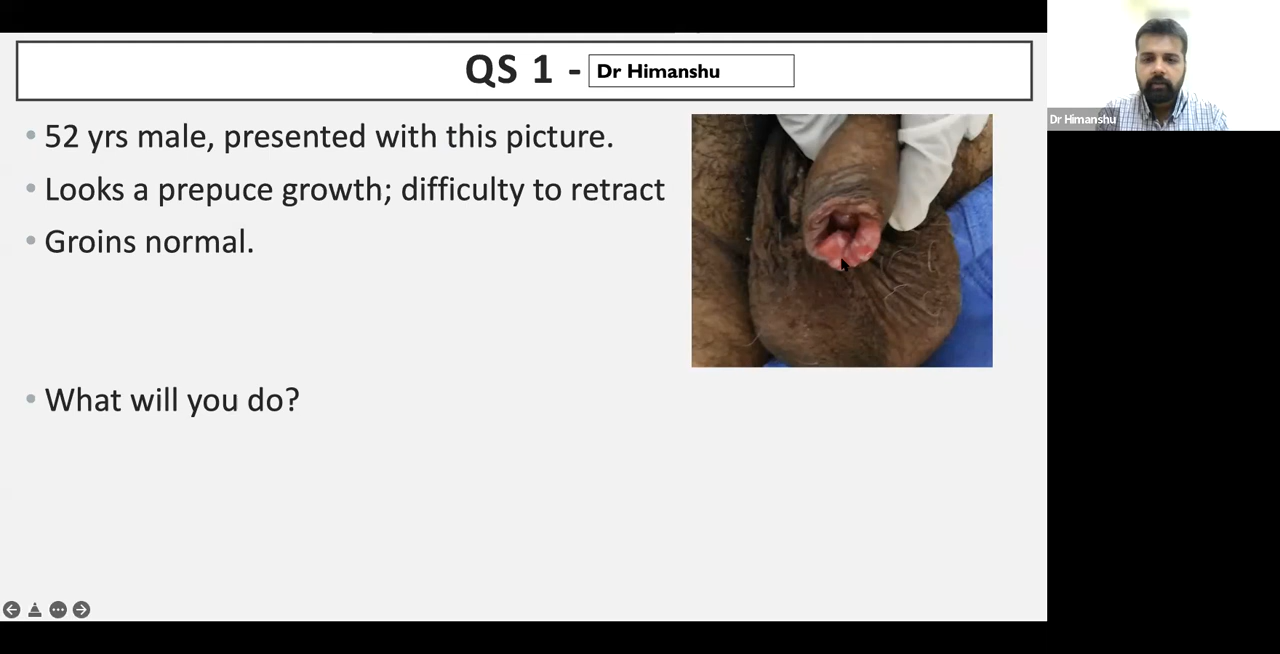 QS 1 - Dr Himanshu
• 52 yrs male, presented with this picture.
• Looks a prepuce growth; difficulty to retract
• Groins normal.
• What will you do?
Dr Himanshu